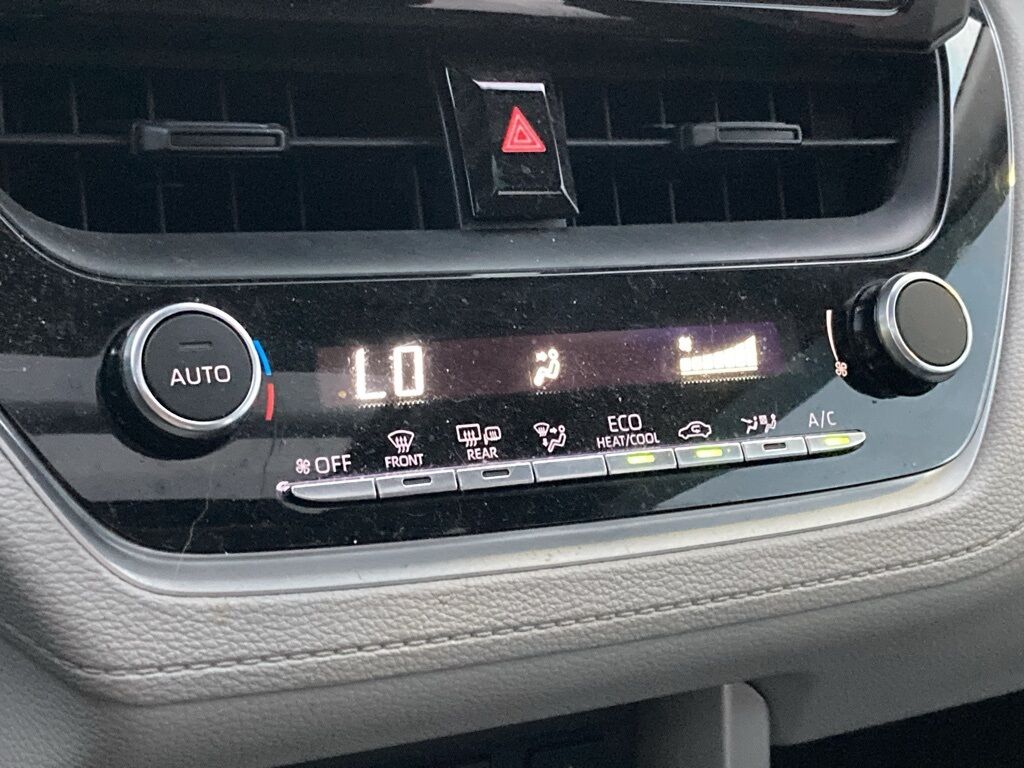 AUTO
LO
OFF
FRONT
REAR
ECO
HEAT/COOL
A/C